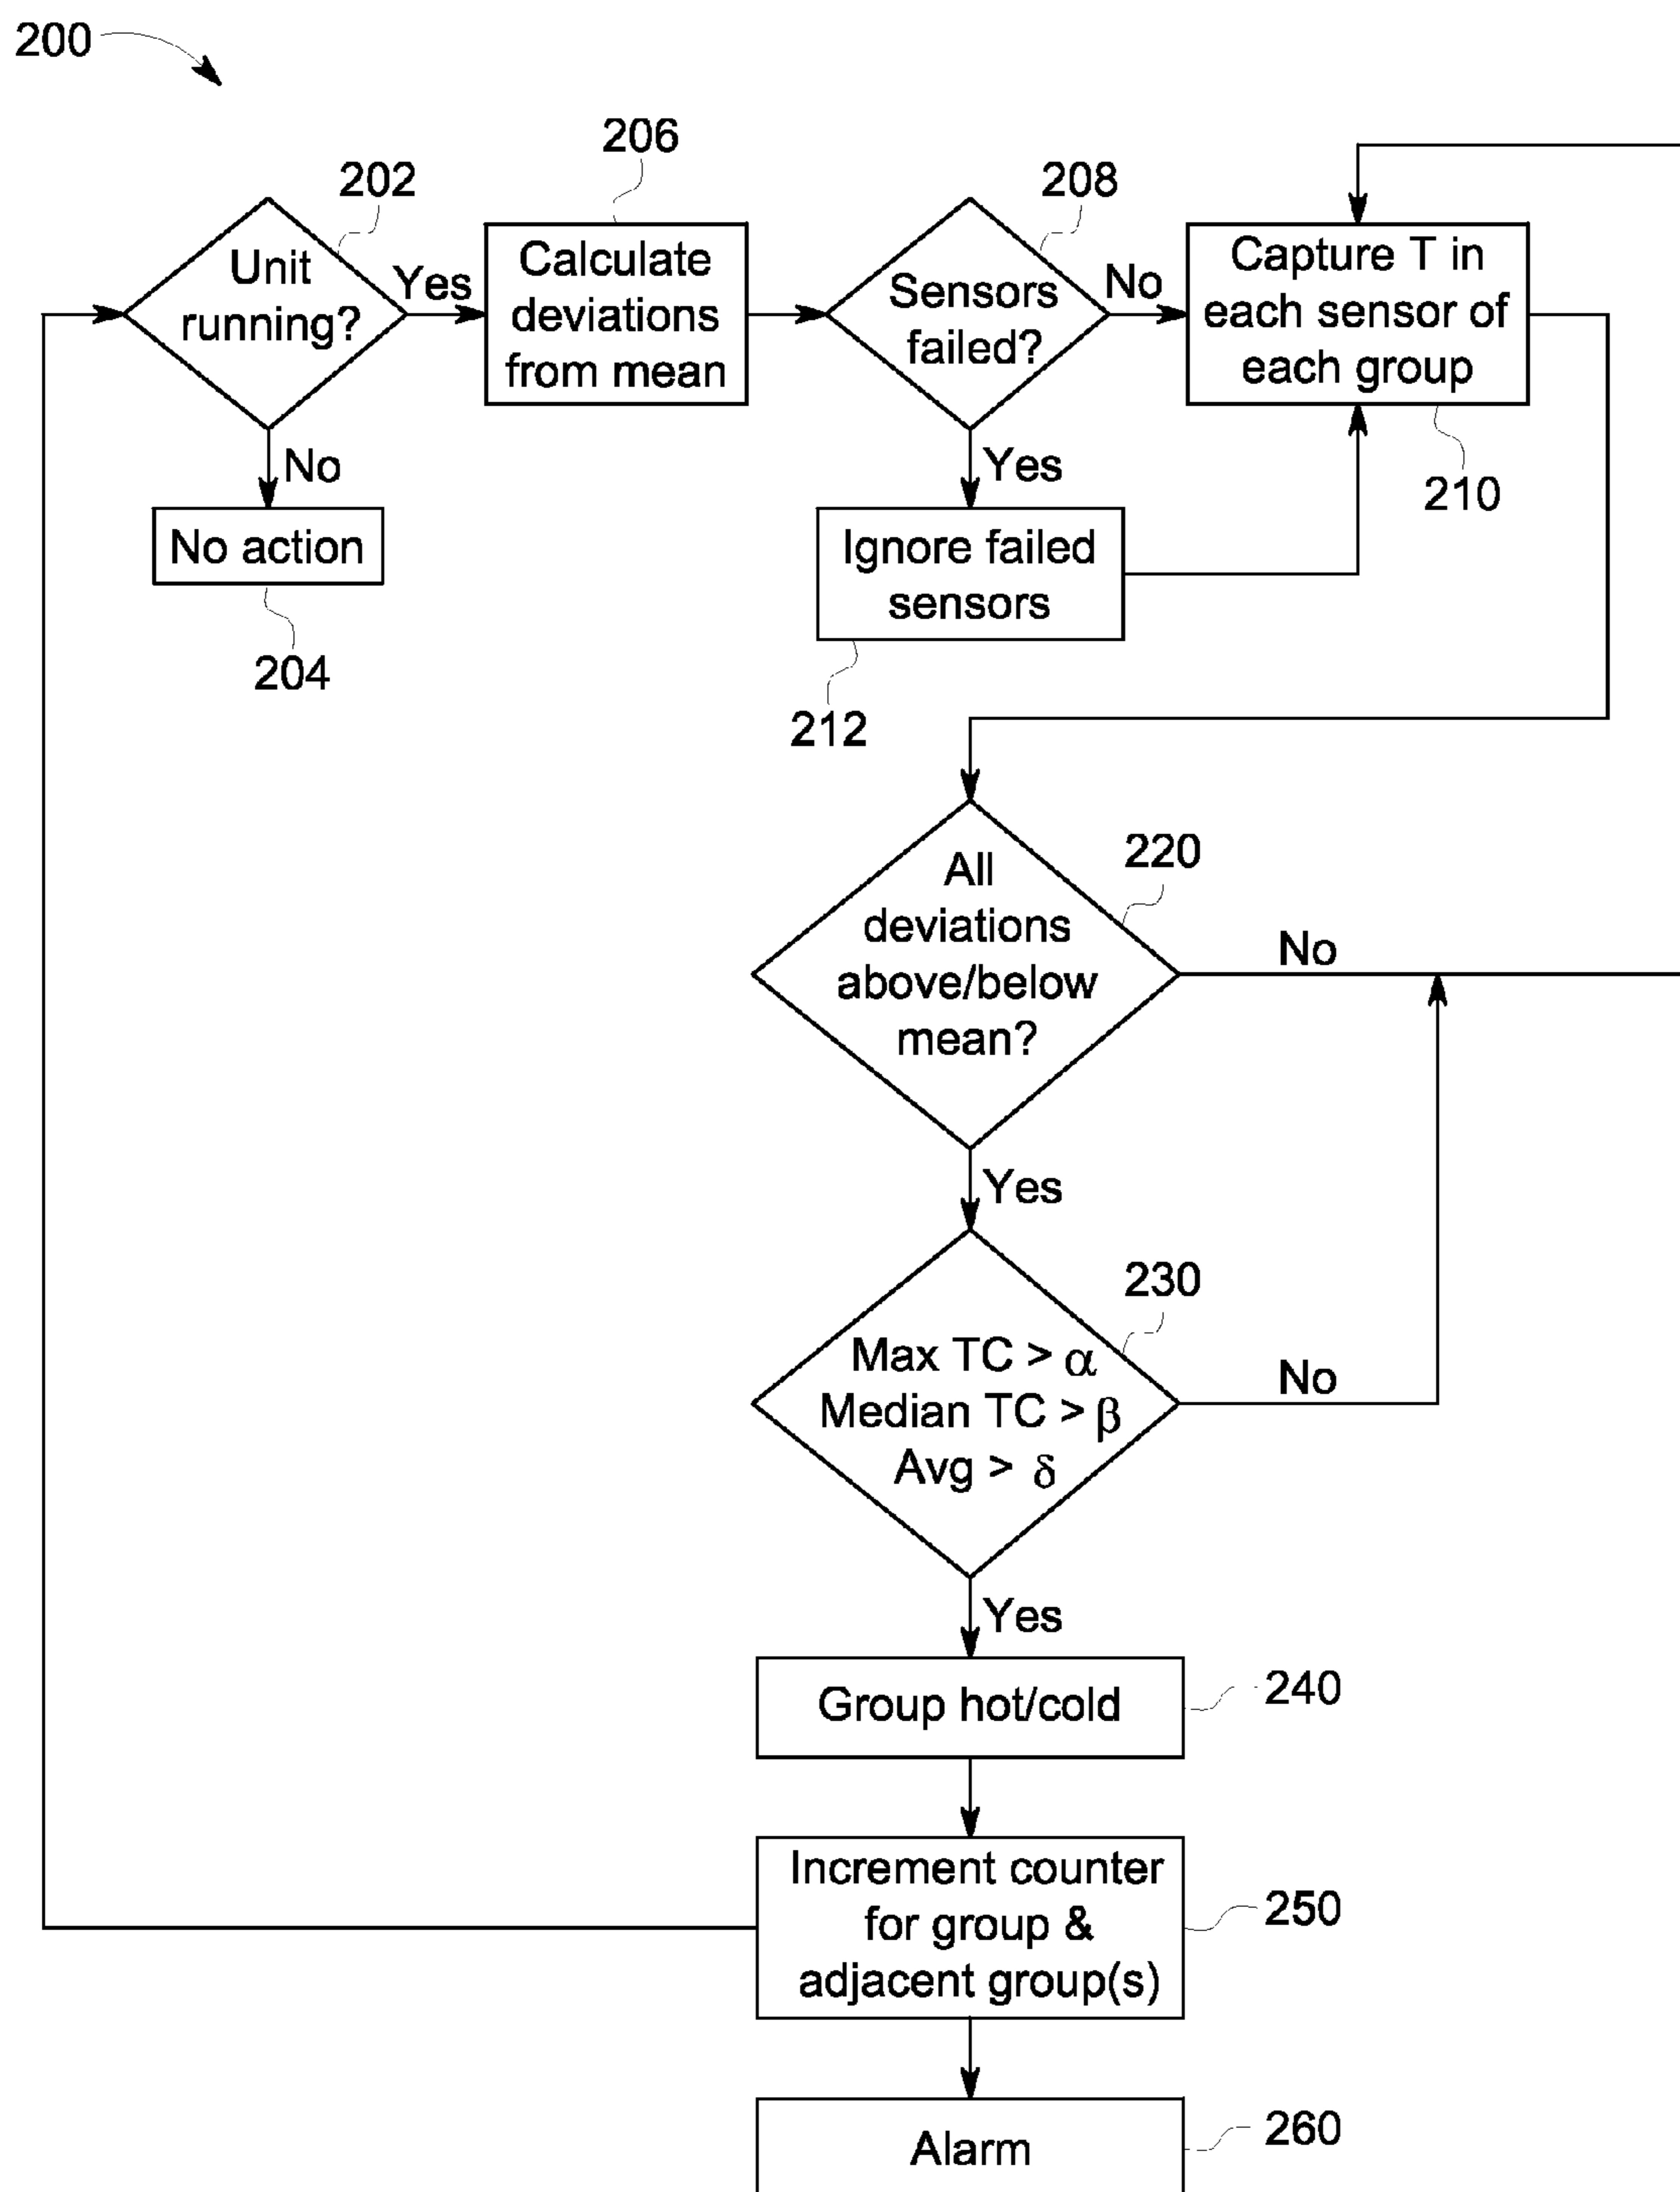 200
202
Unit
running?
Yes
No
No action
204
206
Calculate
deviations
from mean
208
Sensors
failed?
No
Yes
Ignore failed
sensors
212
Capture T in
each sensor of
each group
210
All
deviations
above/below
mean?
220
No
Yes
Max TC > α
Median TC > β
Avg > δ
230
No
Yes
Group hot/cold
240
Increment counter
for group &
adjacent group(s)
250
Alarm
260